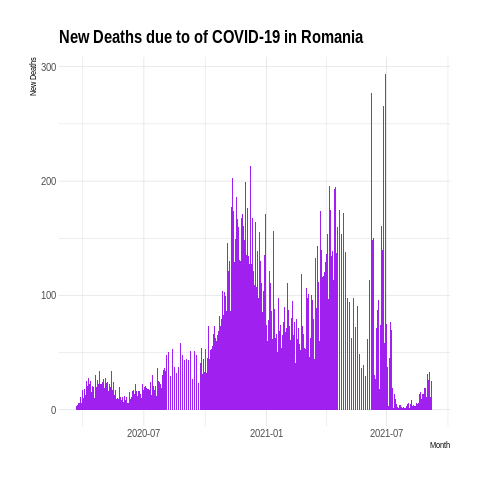 New Deaths due to of COVID-19 in Romania
New Deaths
300
200
100
0
2020-07
2021-01
2021-07
Month